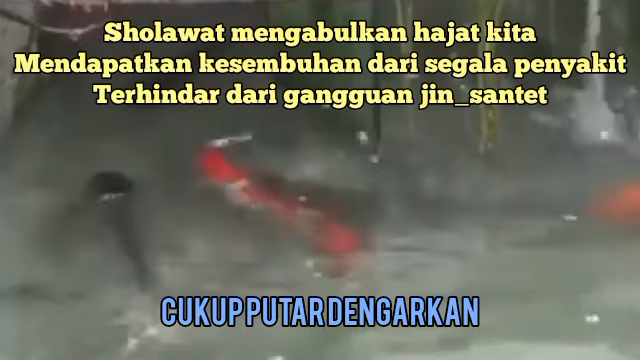 Sholawat mengabulkan hajat kita
Mendapatkan kesembuhan dari segala penyakit
Terhindar dari gangguan jin_santet
CUKUP PUTAR DENGARKAN